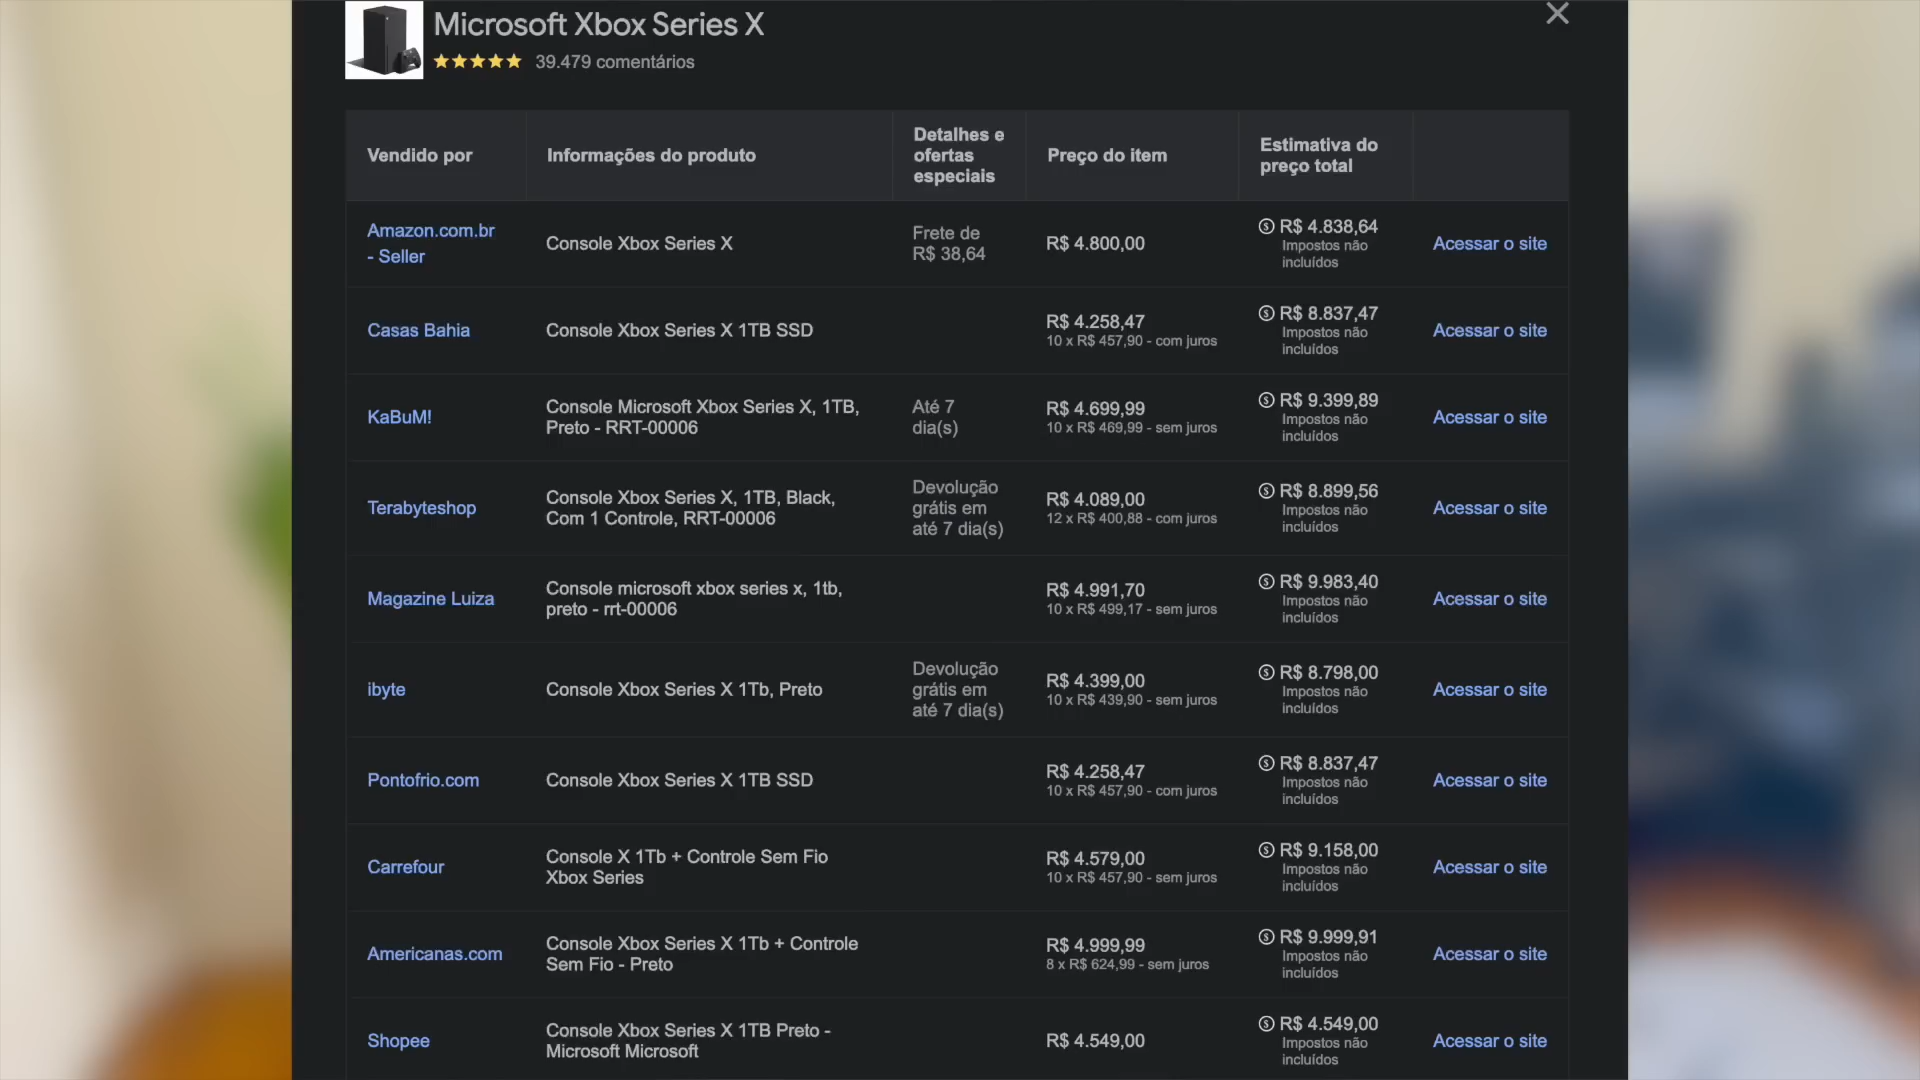 Microsoft Xbox Series X
39.479 comentários
Vendido por
Informações do produto
Detalhes e
ofertas
especiais
Preço do item
Estimativa do
preço total
Amazon.com.br
- Seller
Console Xbox Series X
Frete de
R$ 38,64
R$ 4.800,00
R$ 4.838,64
Impostos não
incluídos
Acessar o site
Casas Bahia
Console Xbox Series X 1TB SSD
R$ 4.258,47
10 x R$ 457,90 - com juros
R$ 8.837,47
Impostos não
incluídos
Acessar o site
KaBuM!
Console Microsoft Xbox Series X, 1TB,
Preto - RRT-00006
Até 7
dia(s)
R$ 4.699,99
10 x R$ 469,99 - sem juros
R$ 9.399,89
Impostos não
incluídos
Acessar o site
Terabyteshop
Console Xbox Series X, 1TB, Black,
Com 1 Controle, RRT-00006
Devolução
grátis em
até 7 dia(s)
R$ 4.089,00
12 x R$ 400,88 - com juros
R$ 8.899,56
Impostos não
incluídos
Acessar o site
Magazine Luiza
Console microsoft xbox series x, 1tb,
preto - rrt-00006
R$ 4.991,70
10 x R$ 499,17 - sem juros
R$ 9.983,40
Impostos não
incluídos
Acessar o site
ibyte
Console Xbox Series X 1Tb, Preto
Devolução
grátis em
até 7 dia(s)
R$ 4.399,00
10 x R$ 439,90 - sem juros
R$ 8.798,00
Impostos não
incluídos
Acessar o site
Pontofrio.com
Console Xbox Series X 1TB SSD
R$ 4.258,47
10 x R$ 457,90 - com juros
R$ 8.837,47
Impostos não
incluídos
Acessar o site
Carrefour
Console X 1Tb + Controle Sem Fio
Xbox Series
R$ 4.579,00
10 x R$ 457,90 - sem juros
R$ 9.158,00
Impostos não
incluídos
Acessar o site
Americanas.com
Console Xbox Series X 1Tb + Controle
Sem Fio - Preto
R$ 4.999,99
8 x R$ 624,99 - sem juros
R$ 9.999,91
Impostos não
incluídos
Acessar o site
Shopee
Console Xbox Series X 1TB Preto -
Microsoft Microsoft
R$ 4.549,00
R$ 4.549,00
Impostos não
incluídos
Acessar o site